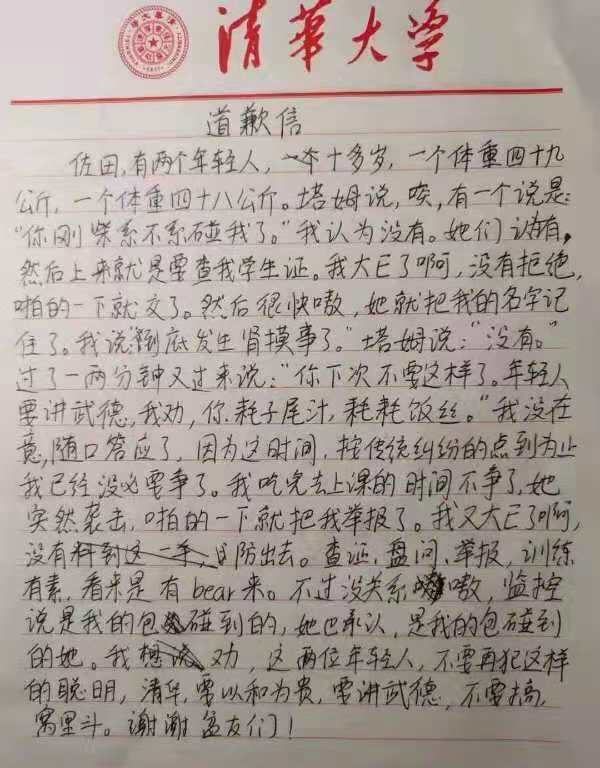 清華大学
道歉信
佐田,有两个年轻人,一个十多岁,一个体重四十九
公斤,一个体重四十八公斤。塔姆说,唉,有一个说是:
“你刚柴系不系碰我了。”我认为没有。她们说有,
然后上来就是要查我学生证。我大E了啊,没有拒绝,
啪的一下就交了。然后很快嗷,她就把我的名字记
住了。我说“到底发生肾摸事了。”塔姆说:“没有。”
过了一两分钟又过来说:“你下次不要这样了。年轻人
要讲武德,我劝,你.耗子尾汁,耗耗饭丝。”我没在
意,随口答应了,因为这时间,按传统纠纷的点到为止
我已经没必要争了。我吃完去上课的时间不争了,她
突然袭击,啪的一下就把我举报了。我又大E了啊,
没有防出去。查证、盘问、举报,训练
有素,看来是有bear来。不过没关系嗷,监控
说是我的包碰到的,她也承认,是我的包碰到
的她。我劝,这两位年轻人,不要再犯这样
的聪明,清华,要以和为贵,要讲武德,不要搞
窝里斗。谢谢盆友们!